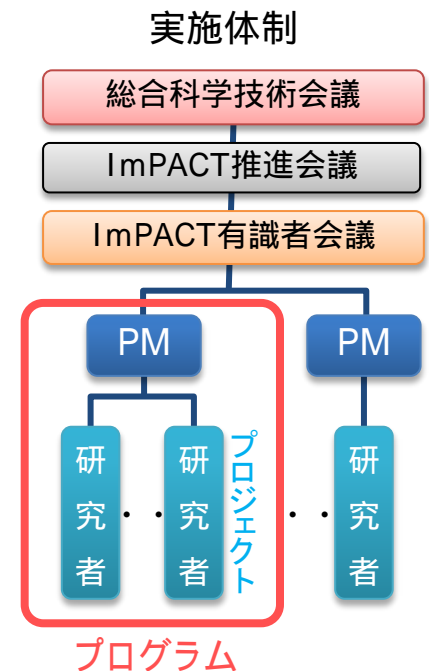 実施体制
総合科学技術会議
ImPACT推進会議
ImPACT有識者会議
PM
PM
研究者
・・
研究者
プロジェクト
・・
研究者
プログラム